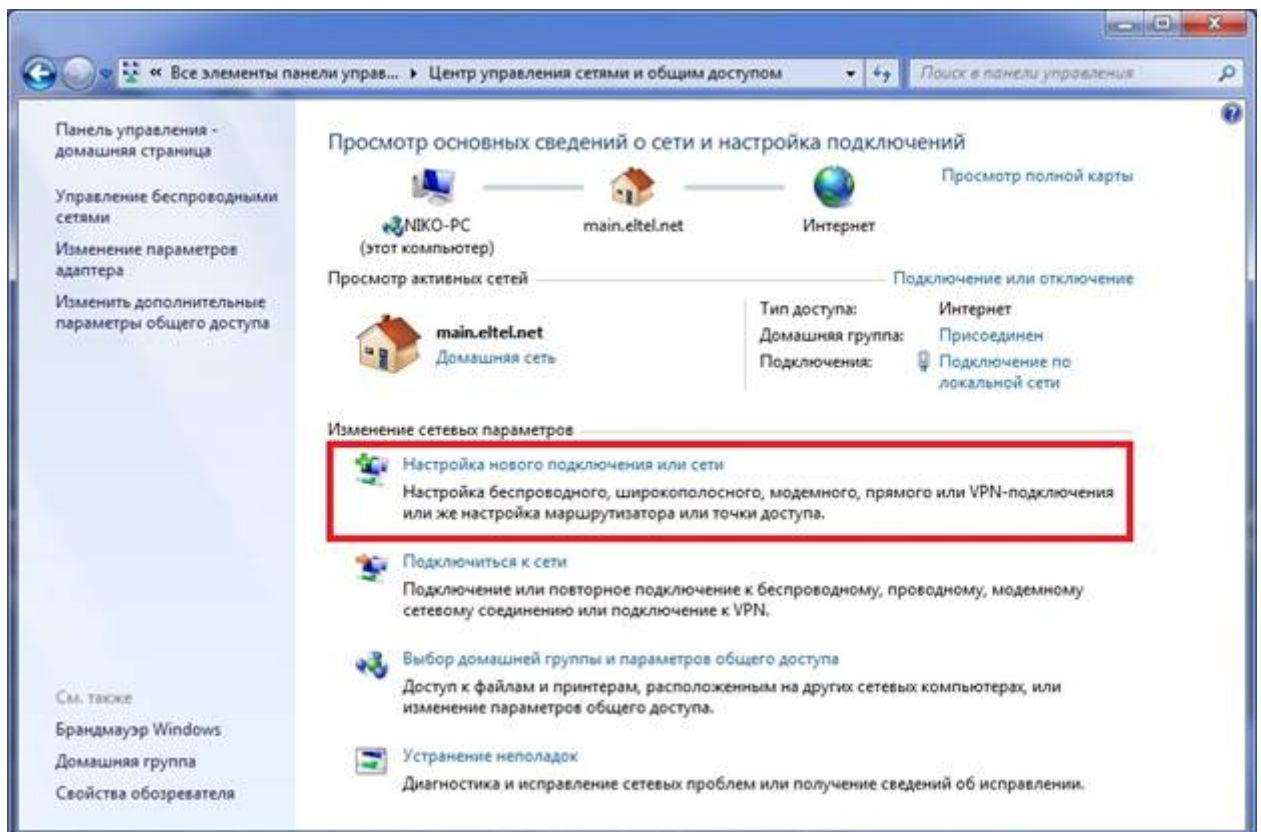 « Все элементы панели управ... ▸ Центр управления сетями и общим доступом
Поиск в панели управления
Панель управления -
домашняя страница
Управление беспроводными
сетями
Изменение параметров
адаптера
Изменить дополнительные
параметры общего доступа
См. также
Брандмауэр Windows
Домашняя группа
Свойства обозревателя
Просмотр основных сведений о сети и настройка подключений
Просмотр полной карты
NIKO-PC
(этот компьютер)
main.eltel.net
Интернет
Просмотр активных сетей
Подключение или отключение
main.eltel.net
Домашняя сеть
Тип доступа: Интернет
Домашняя группа: Присоединен
Подключения: Подключение по
локальной сети
Изменение сетевых параметров
Настройка нового подключения или сети
Настройка беспроводного, широкополосного, модемного, прямого или VPN-подключения
или же настройка маршрутизатора или точки доступа.
Подключиться к сети
Подключение или повторное подключение к беспроводному, проводному, модемному
сетевому соединению или подключение к VPN.
Выбор домашней группы и параметров общего доступа
Доступ к файлам и принтерам, расположенным на других сетевых компьютерах, или
изменение параметров общего доступа.
Устранение неполадок
Диагностика и исправление сетевых проблем или получение сведений об исправлении.